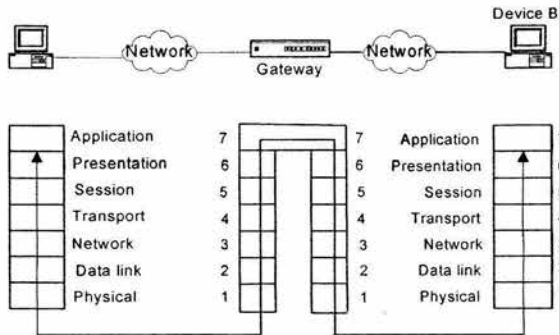 Device B
Network
Network
Gateway
Application 7 7 Application
Presentation 6 6 Presentation
Session 5 5 Session
Transport 4 4 Transport
Network 3 3 Network
Data link 2 2 Data link
Physical 1 1 Physical